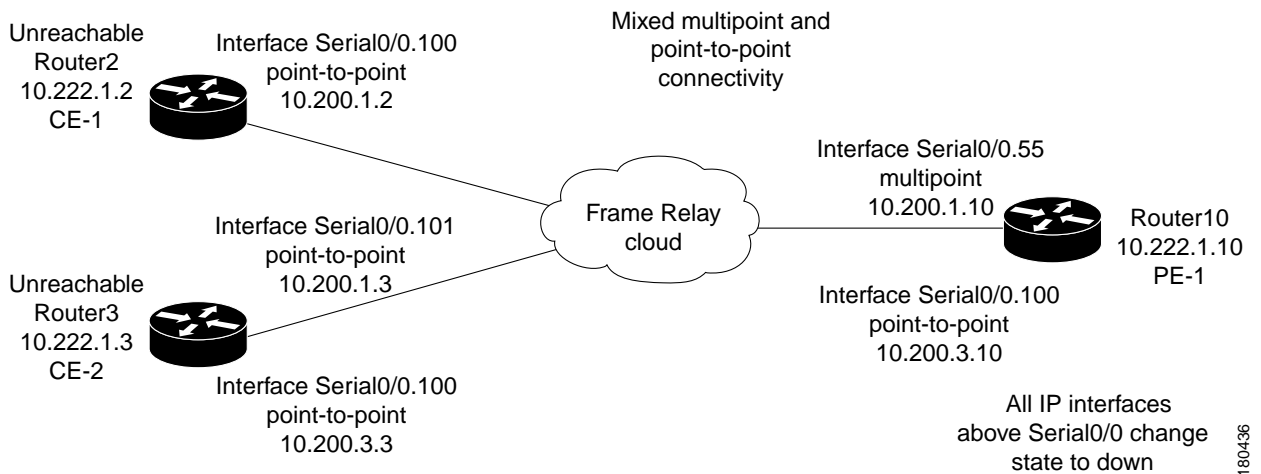 Unreachable
Router2
10.222.1.2
CE-1
Interface Serial0/0.100
point-to-point
10.200.1.2
Mixed multipoint and
point-to-point
connectivity
Interface Serial0/0.55
multipoint
10.200.1.10
Router10
10.222.1.10
PE-1
Frame Relay
cloud
Interface Serial0/0.101
point-to-point
10.200.1.3
Unreachable
Router3
10.222.1.3
CE-2
Interface Serial0/0.100
point-to-point
10.200.3.3
Interface Serial0/0.100
point-to-point
10.200.3.10
All IP interfaces
above Serial0/0 change
state to down
180436